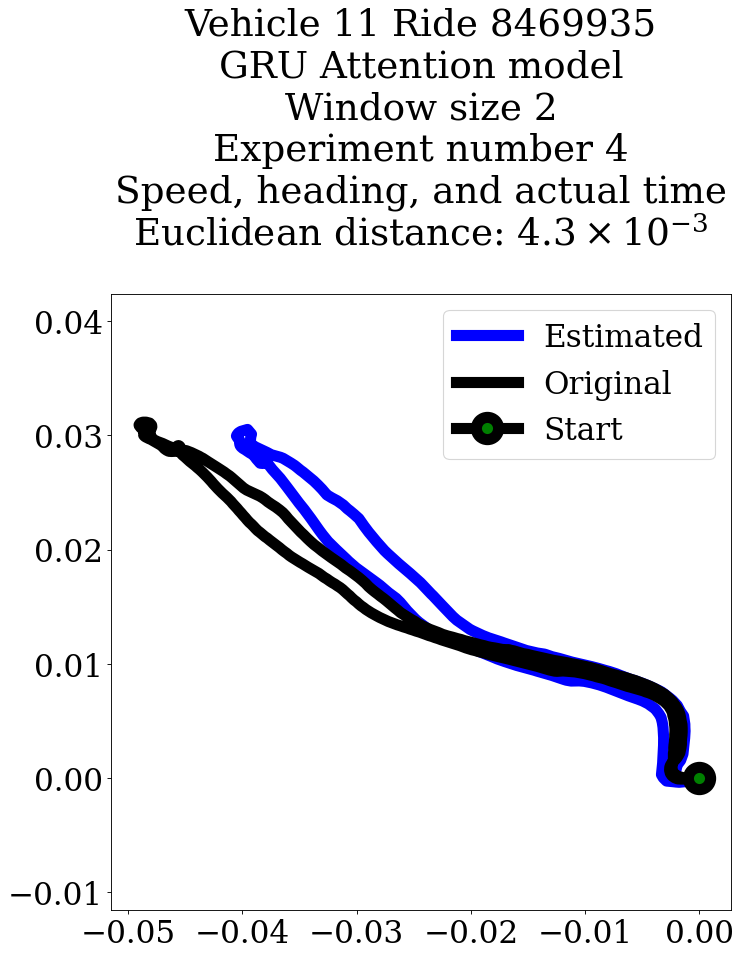 Vehicle 11 Ride 8469935
GRU Attention model
Window size 2
Experiment number 4
Speed, heading, and actual time
Euclidean distance: 4.3 × 10⁻³
Estimated
Original
Start
0.04
0.03
0.02
0.01
0.00
−0.01
−0.05 −0.04 −0.03 −0.02 −0.01 0.00